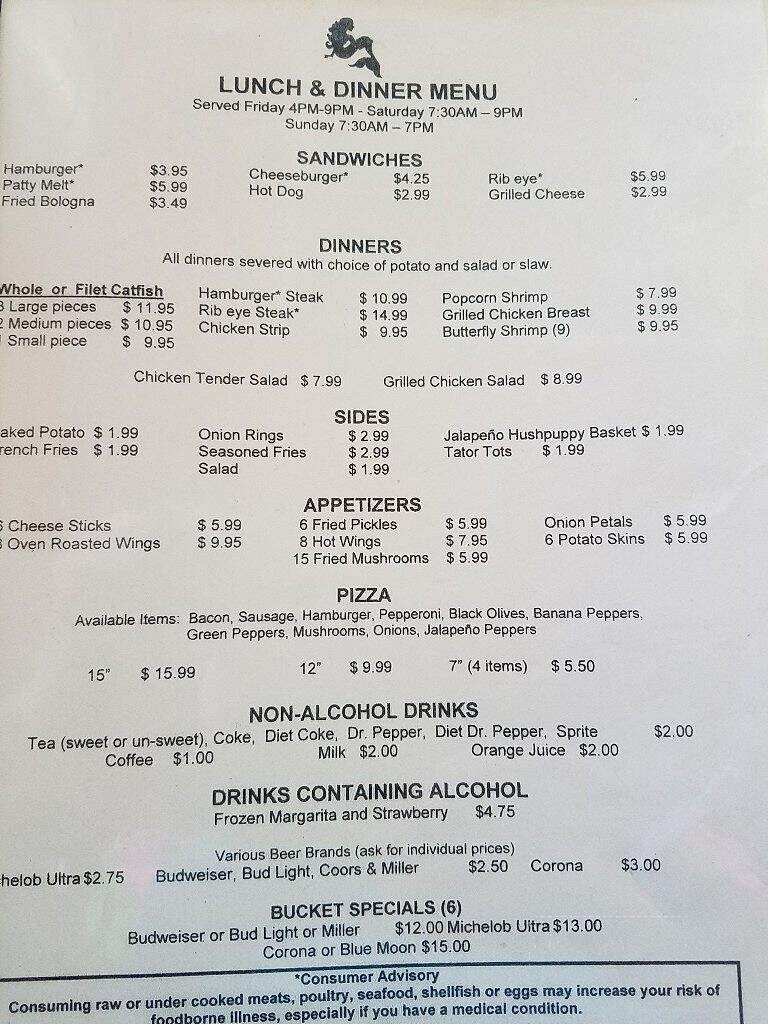 LUNCH & DINNER MENU
Served Friday 4PM-9PM - Saturday 7:30AM – 9PM
Sunday 7:30AM – 7PM
SANDWICHES
Hamburger* $3.95 Cheeseburger* $4.25 Rib eye* $5.99
Patty Melt* $5.99 Hot Dog $2.99 Grilled Cheese $2.99
Fried Bologna $3.49
DINNERS
All dinners severed with choice of potato and salad or slaw.
Whole or Filet Catfish Hamburger* Steak $ 10.99 Popcorn Shrimp $ 7.99
3 Large pieces $ 11.95 Rib eye Steak* $ 14.99 Grilled Chicken Breast $ 9.99
2 Medium pieces $ 10.95 Chicken Strip $ 9.95 Butterfly Shrimp (9) $ 9.95
Small piece $ 9.95
Chicken Tender Salad $ 7.99 Grilled Chicken Salad $ 8.99
SIDES
aked Potato $ 1.99 Onion Rings $ 2.99 Jalapeño Hushpuppy Basket $ 1.99
rench Fries $ 1.99 Seasoned Fries $ 2.99 Tator Tots $ 1.99
Salad $ 1.99
APPETIZERS
6 Cheese Sticks $ 5.99 6 Fried Pickles $ 5.99 Onion Petals $ 5.99
8 Oven Roasted Wings $ 9.95 8 Hot Wings $ 7.95 6 Potato Skins $ 5.99
15 Fried Mushrooms $ 5.99
PIZZA
Available Items: Bacon, Sausage, Hamburger, Pepperoni, Black Olives, Banana Peppers,
Green Peppers, Mushrooms, Onions, Jalapeño Peppers
15” $ 15.99 12” $ 9.99 7” (4 items) $ 5.50
NON-ALCOHOL DRINKS
Tea (sweet or un-sweet), Coke, Diet Coke, Dr. Pepper, Diet Dr. Pepper, Sprite $2.00
Coffee $1.00 Milk $2.00 Orange Juice $2.00
DRINKS CONTAINING ALCOHOL
Frozen Margarita and Strawberry $4.75
Various Beer Brands (ask for individual prices)
helob Ultra $2.75 Budweiser, Bud Light, Coors & Miller $2.50 Corona $3.00
BUCKET SPECIALS (6)
Budweiser or Bud Light or Miller $12.00 Michelob Ultra $13.00
Corona or Blue Moon $15.00
*Consumer Advisory
Consuming raw or under cooked meats, poultry, seafood, shellfish or eggs may increase your risk of
foodborne illness, especially if you have a medical condition.